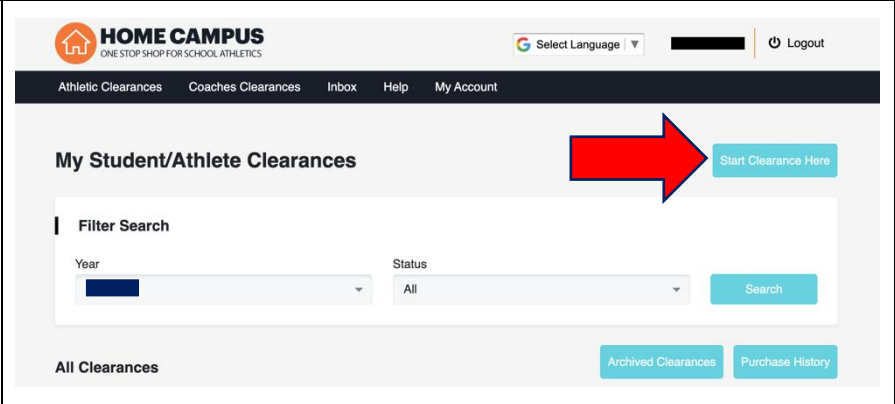 HOME CAMPUS
ONE STOP SHOP FOR SCHOOL ATHLETICS
G Select Language ▼
Logout
Athletic Clearances Coaches Clearances Inbox Help My Account
My Student/Athlete Clearances
Start Clearance Here
Filter Search
Year Status
All
Search
All Clearances
Archived Clearances Purchase History